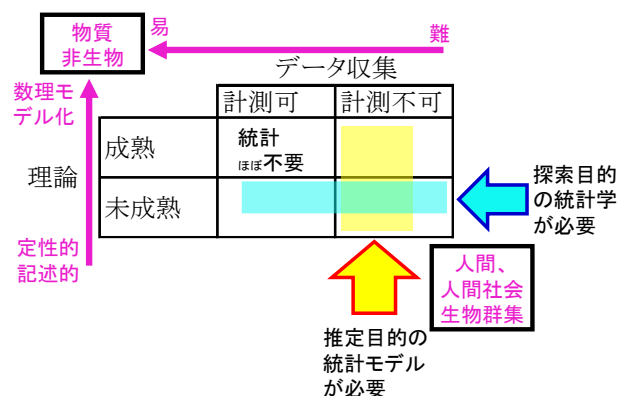 物質
非生物
易
難
データ収集
数理モ
デル化
計測可
計測不可
成熟
統計
ほぼ不要
理論
未成熟
探索目的
の統計学
が必要
定性的
記述的
人間、
人間社会
生物群集
推定目的の
統計モデル
が必要